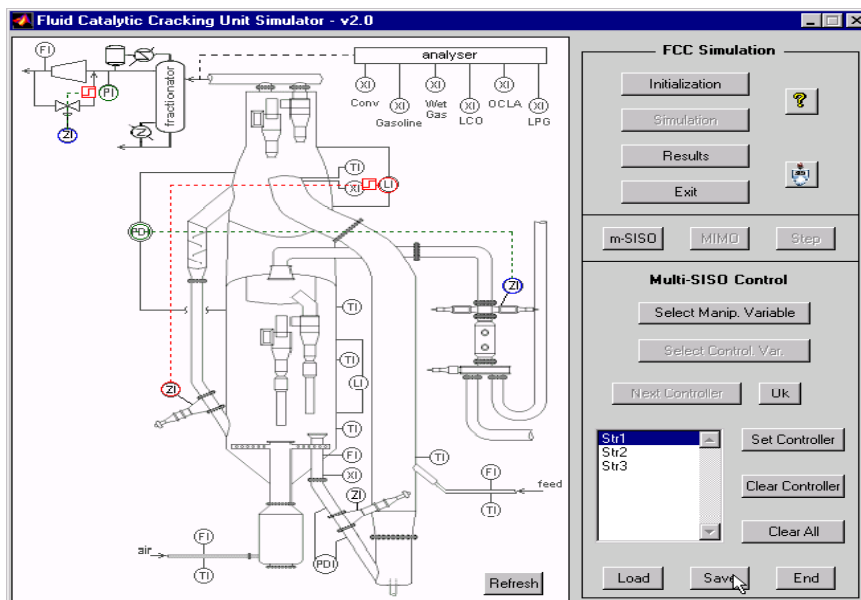 Fluid Catalytic Cracking Unit Simulator - v2.0
FI
analyser
PI
ZI
fractionator
XI
XI
XI
XI
XI
XI
Conv
Gasoline
Wet
Gas
LCO
OCLA
LPG
TI
XI
LI
PDI
ZI
TI
TI
LI
ZI
TI
FI
XI
TI
FI
feed
TI
ZI
PDI
air
FI
TI
Refresh
FCC Simulation
Initialization
?
Simulation
Results
Exit
m-SISO
MIMO
Step
Multi-SISO Control
Select Manip. Variable
Select Control. Var.
Next Controller
Uk
Str1
Str2
Str3
Set Controller
Clear Controller
Clear All
Load
Save
End